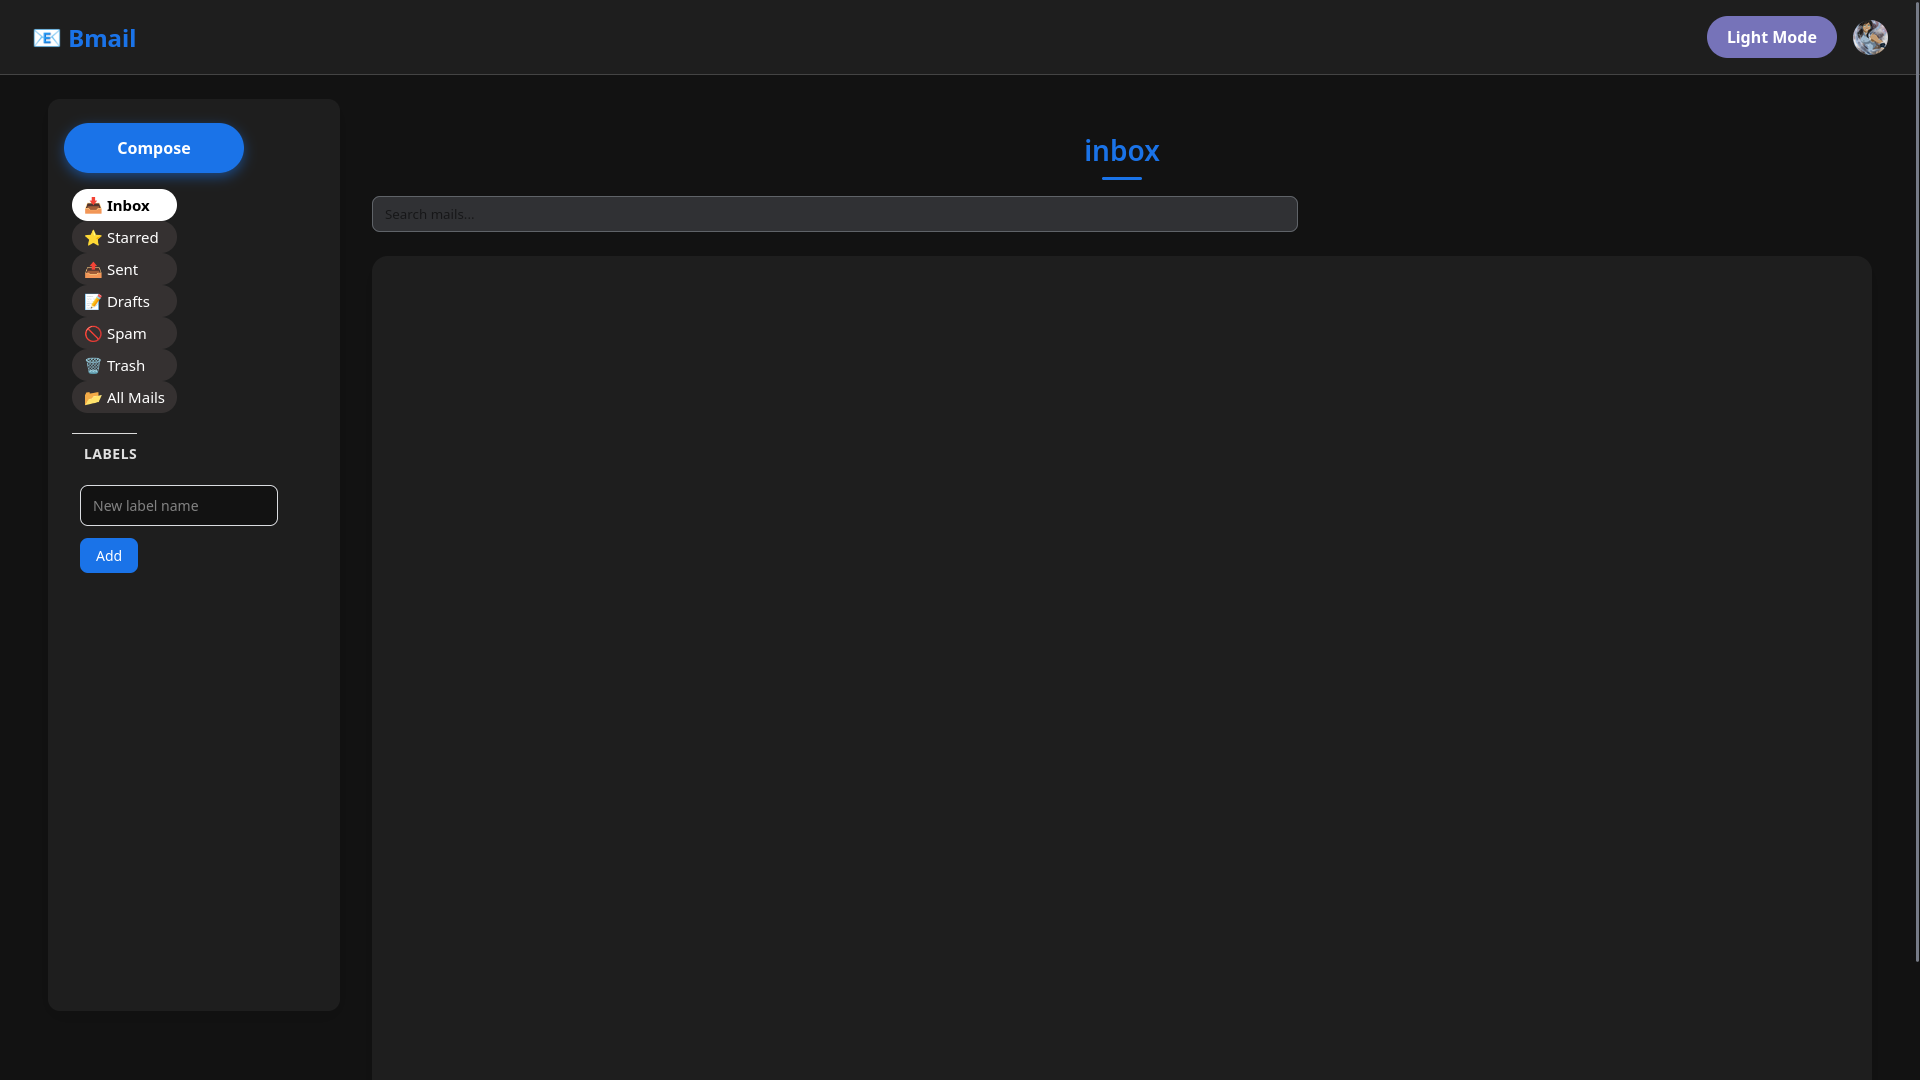 📧 Bmail
Light Mode
Compose
📥 Inbox
⭐ Starred
📤 Sent
📝 Drafts
🚫 Spam
🗑️ Trash
📂 All Mails
LABELS
New label name
Add
inbox
Search mails...